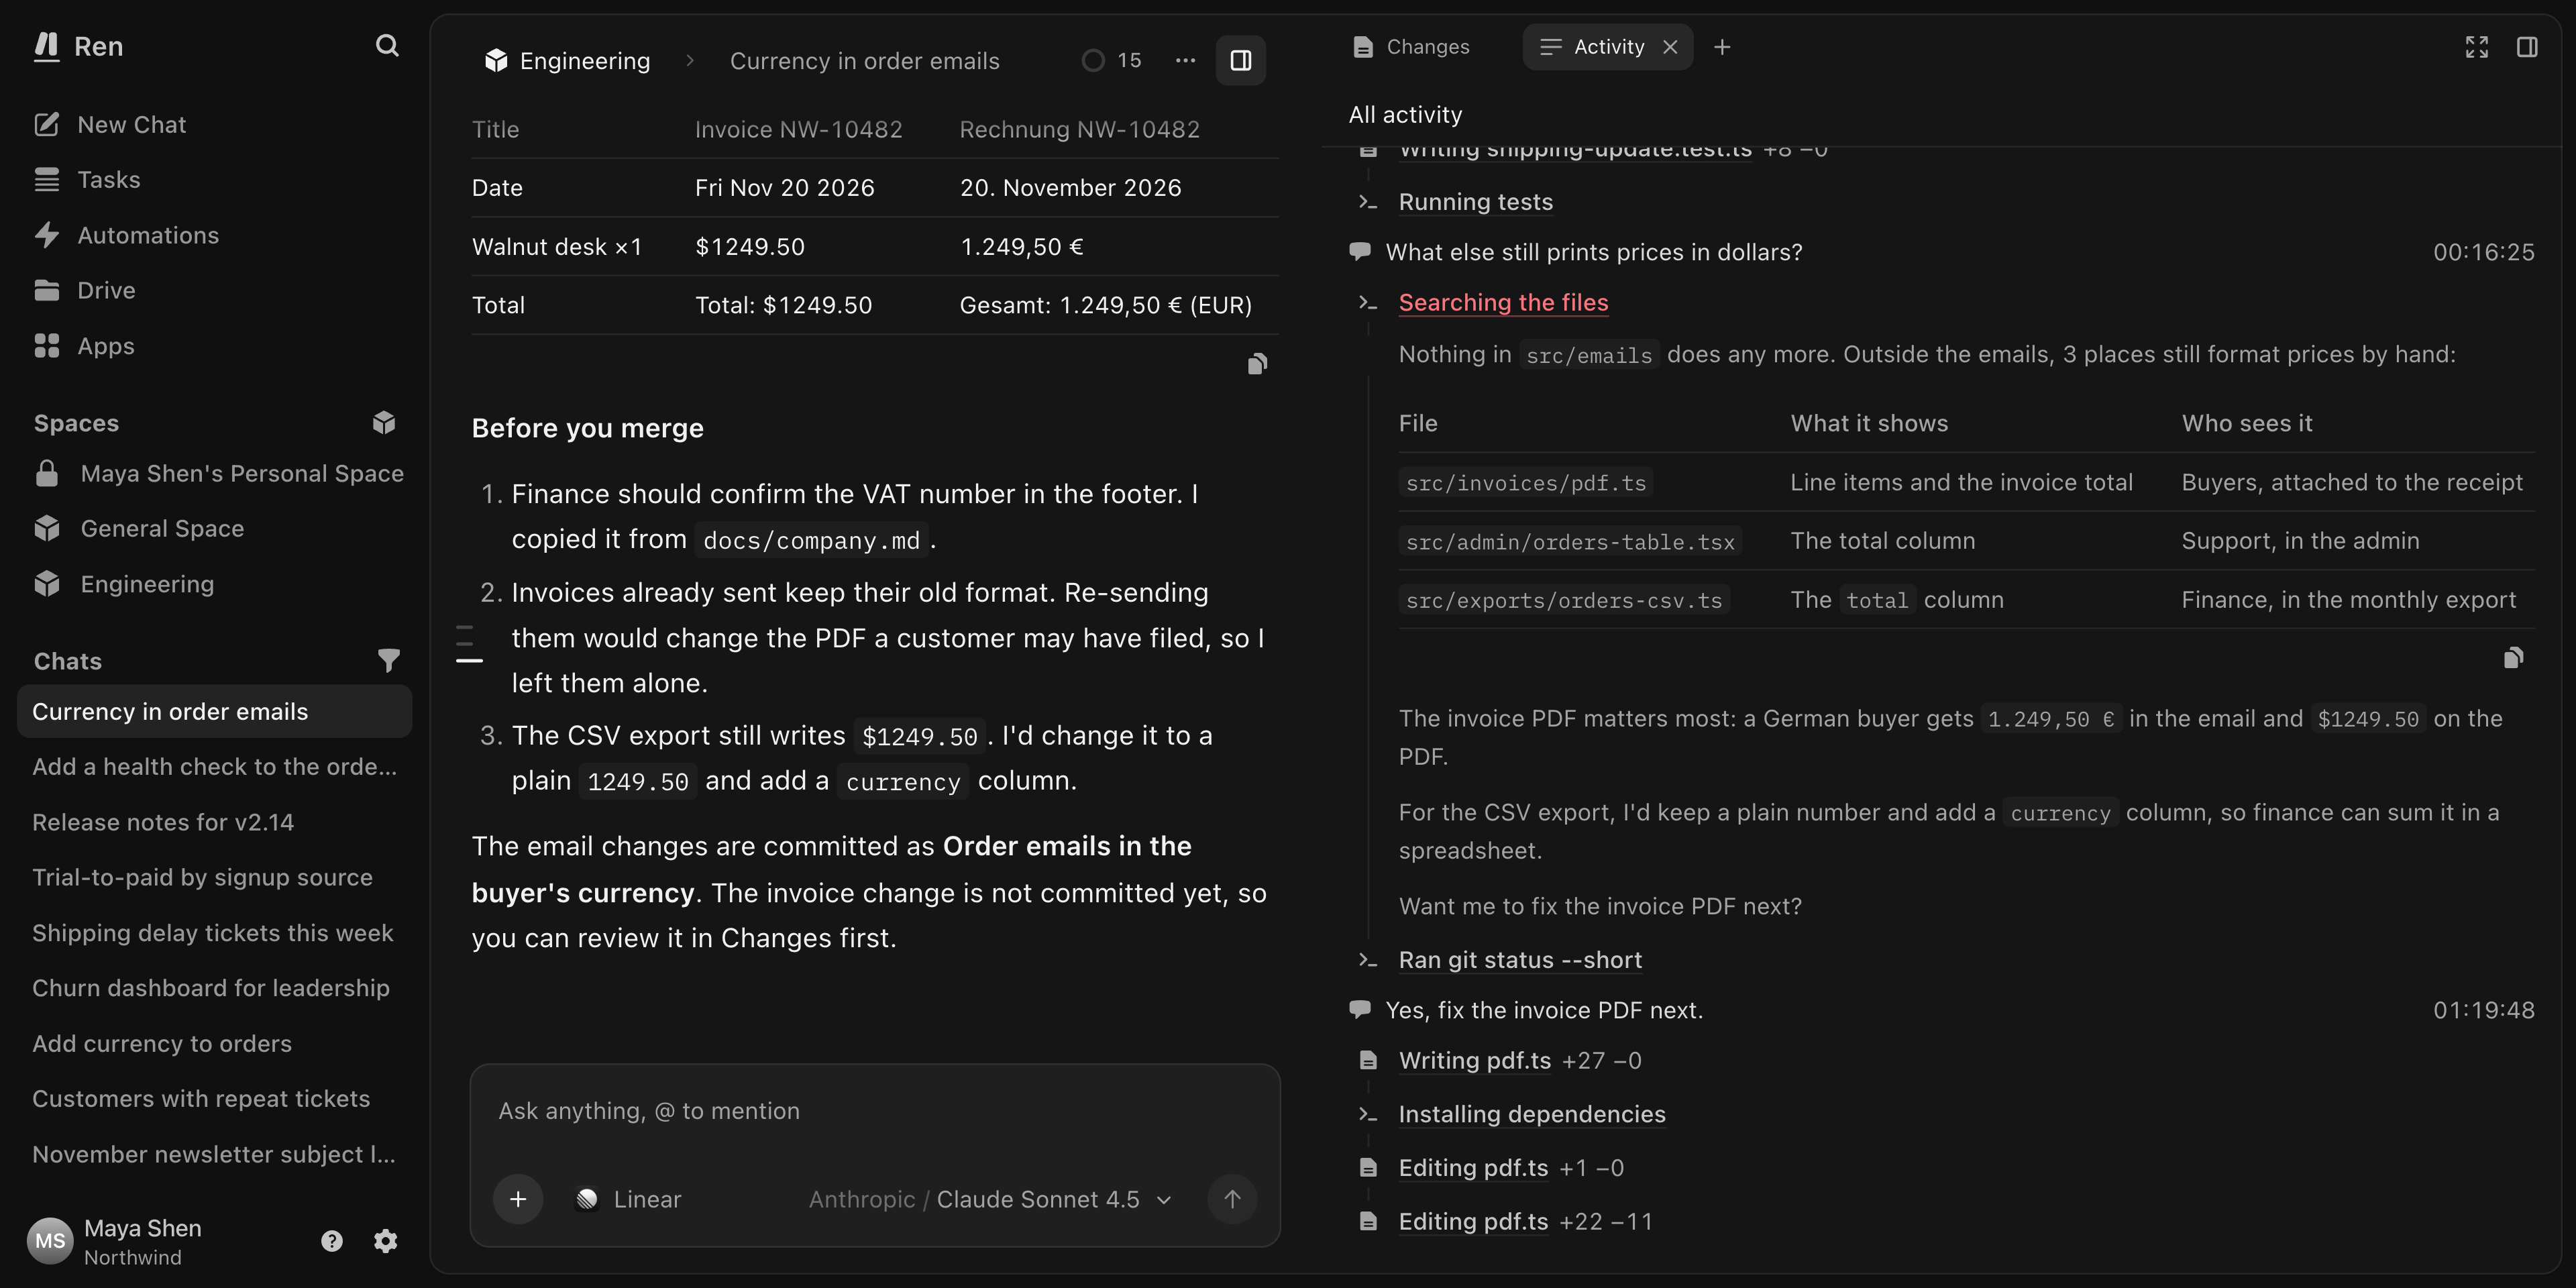 Ren
New Chat
Tasks
Automations
Drive
Apps
Spaces
Maya Shen's Personal Space
General Space
Engineering
Chats
Currency in order emails
Add a health check to the orde...
Release notes for v2.14
Trial-to-paid by signup source
Shipping delay tickets this week
Churn dashboard for leadership
Add currency to orders
Customers with repeat tickets
November newsletter subject l...
MS
Maya Shen
Northwind
Engineering > Currency in order emails 15
Title Invoice NW-10482 Rechnung NW-10482
Date Fri Nov 20 2026 20. November 2026
Walnut desk ×1 $1249.50 1.249,50 €
Total Total: $1249.50 Gesamt: 1.249,50 € (EUR)
Before you merge
1. Finance should confirm the VAT number in the footer. I
copied it from docs/company.md.
2. Invoices already sent keep their old format. Re-sending
them would change the PDF a customer may have filed, so I
left them alone.
3. The CSV export still writes $1249.50. I'd change it to a
plain 1249.50 and add a currency column.
The email changes are committed as Order emails in the
buyer's currency. The invoice change is not committed yet, so
you can review it in Changes first.
Ask anything, @ to mention
Linear
Anthropic / Claude Sonnet 4.5
Changes
Activity
All activity
Writing shipping-update.test.ts +8 −0
Running tests
What else still prints prices in dollars? 00:16:25
Searching the files
Nothing in src/emails does any more. Outside the emails, 3 places still format prices by hand:
File What it shows Who sees it
src/invoices/pdf.ts Line items and the invoice total Buyers, attached to the receipt
src/admin/orders-table.tsx The total column Support, in the admin
src/exports/orders-csv.ts The total column Finance, in the monthly export
The invoice PDF matters most: a German buyer gets 1.249,50 € in the email and $1249.50 on the
PDF.
For the CSV export, I'd keep a plain number and add a currency column, so finance can sum it in a
spreadsheet.
Want me to fix the invoice PDF next?
Ran git status --short
Yes, fix the invoice PDF next. 01:19:48
Writing pdf.ts +27 −0
Installing dependencies
Editing pdf.ts +1 −0
Editing pdf.ts +22 −11